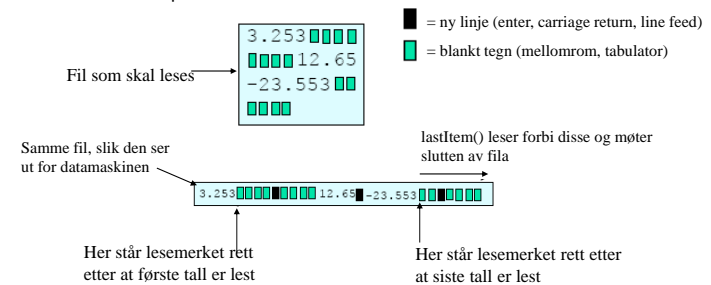 = ny linje (enter, carriage return, line feed)
= blankt tegn (mellomrom, tabulator)
3.253
12.65
-23.553
Fil som skal leses
lastItem() leser forbi disse og møter
slutten av fila
Samme fil, slik den ser
ut for datamaskinen
3.253 12.65 -23.553
Her står lesemerket rett
etter at første tall er lest
Her står lesemerket rett etter
at siste tall er lest